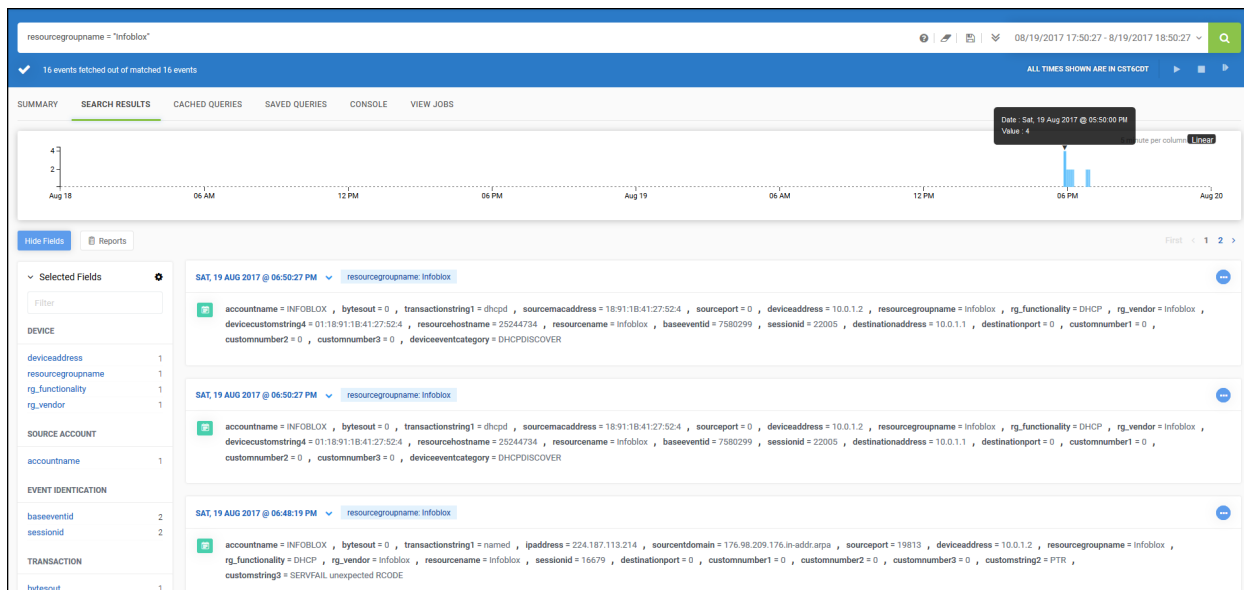 resourcegroupname = "Infoblox"
08/19/2017 17:50:27 - 8/19/2017 18:50:27
16 events fetched out of matched 16 events
ALL TIMES SHOWN ARE IN CST6CDT
SUMMARY SEARCH RESULTS CACHED QUERIES SAVED QUERIES CONSOLE VIEW JOBS
Date : Sat, 19 Aug 2017 @ 05:50:00 PM
Value : 4
minute per column Linear
4
2
Aug 18 06 AM 12 PM 06 PM Aug 19 06 AM 12 PM 06 PM Aug 20
Hide Fields Reports First < 1 2 >
Selected Fields
Filter
DEVICE
deviceaddress 1
resourcegroupname 1
rg_functionality 1
rg_vendor 1
SOURCE ACCOUNT
accountname 1
EVENT IDENTICATION
baseeventid 2
sessionid 2
TRANSACTION
bytesout 1
SAT, 19 AUG 2017 @ 06:50:27 PM resourcegroupname: Infoblox
accountname = INFOBLOX , bytesout = 0 , transactionstring1 = dhcpd , sourcemacaddress = 18:91:1B:41:27:52:4 , sourceport = 0 , deviceaddress = 10.0.1.2 , resourcegroupname = Infoblox , rg_functionality = DHCP , rg_vendor = Infoblox ,
devicecustomstring4 = 01:18:91:1B:41:27:52:4 , resourcehostname = 25244734 , resourcename = Infoblox , baseeventid = 7580299 , sessionid = 22005 , destinationaddress = 10.0.1.1 , destinationport = 0 , customnumber1 = 0 ,
customnumber2 = 0 , customnumber3 = 0 , deviceeventcategory = DHCPDISCOVER
SAT, 19 AUG 2017 @ 06:50:27 PM resourcegroupname: Infoblox
accountname = INFOBLOX , bytesout = 0 , transactionstring1 = dhcpd , sourcemacaddress = 18:91:1B:41:27:52:4 , sourceport = 0 , deviceaddress = 10.0.1.2 , resourcegroupname = Infoblox , rg_functionality = DHCP , rg_vendor = Infoblox ,
devicecustomstring4 = 01:18:91:1B:41:27:52:4 , resourcehostname = 25244734 , resourcename = Infoblox , baseeventid = 7580299 , sessionid = 22005 , destinationaddress = 10.0.1.1 , destinationport = 0 , customnumber1 = 0 ,
customnumber2 = 0 , customnumber3 = 0 , deviceeventcategory = DHCPDISCOVER
SAT, 19 AUG 2017 @ 06:48:19 PM resourcegroupname: Infoblox
accountname = INFOBLOX , bytesout = 0 , transactionstring1 = named , ipaddress = 224.187.113.214 , sourcentdomain = 176.98.209.176.in-addr.arpa , sourceport = 19813 , deviceaddress = 10.0.1.2 , resourcegroupname = Infoblox ,
rg_functionality = DHCP , rg_vendor = Infoblox , resourcename = Infoblox , sessionid = 16679 , destinationport = 0 , customnumber1 = 0 , customnumber2 = 0 , customnumber3 = 0 , customstring2 = PTR ,
customstring3 = SERVFAIL unexpected RCODE